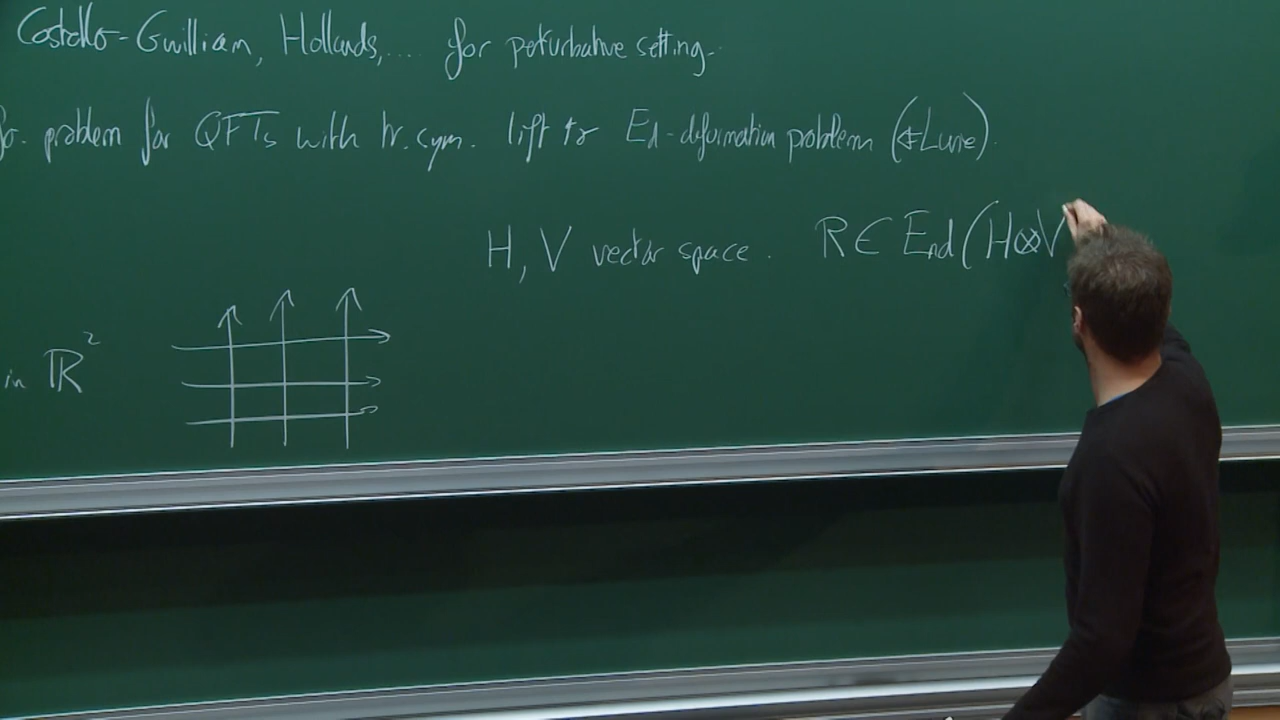 Costello-Gwilliam, Hollands,.... for perturbative setting.
problem for QFTs with tr. sym. lift to Ed-deformation problem (Lurie).
H, V vector space. R ∈ End(H⊗V
in ℝ²